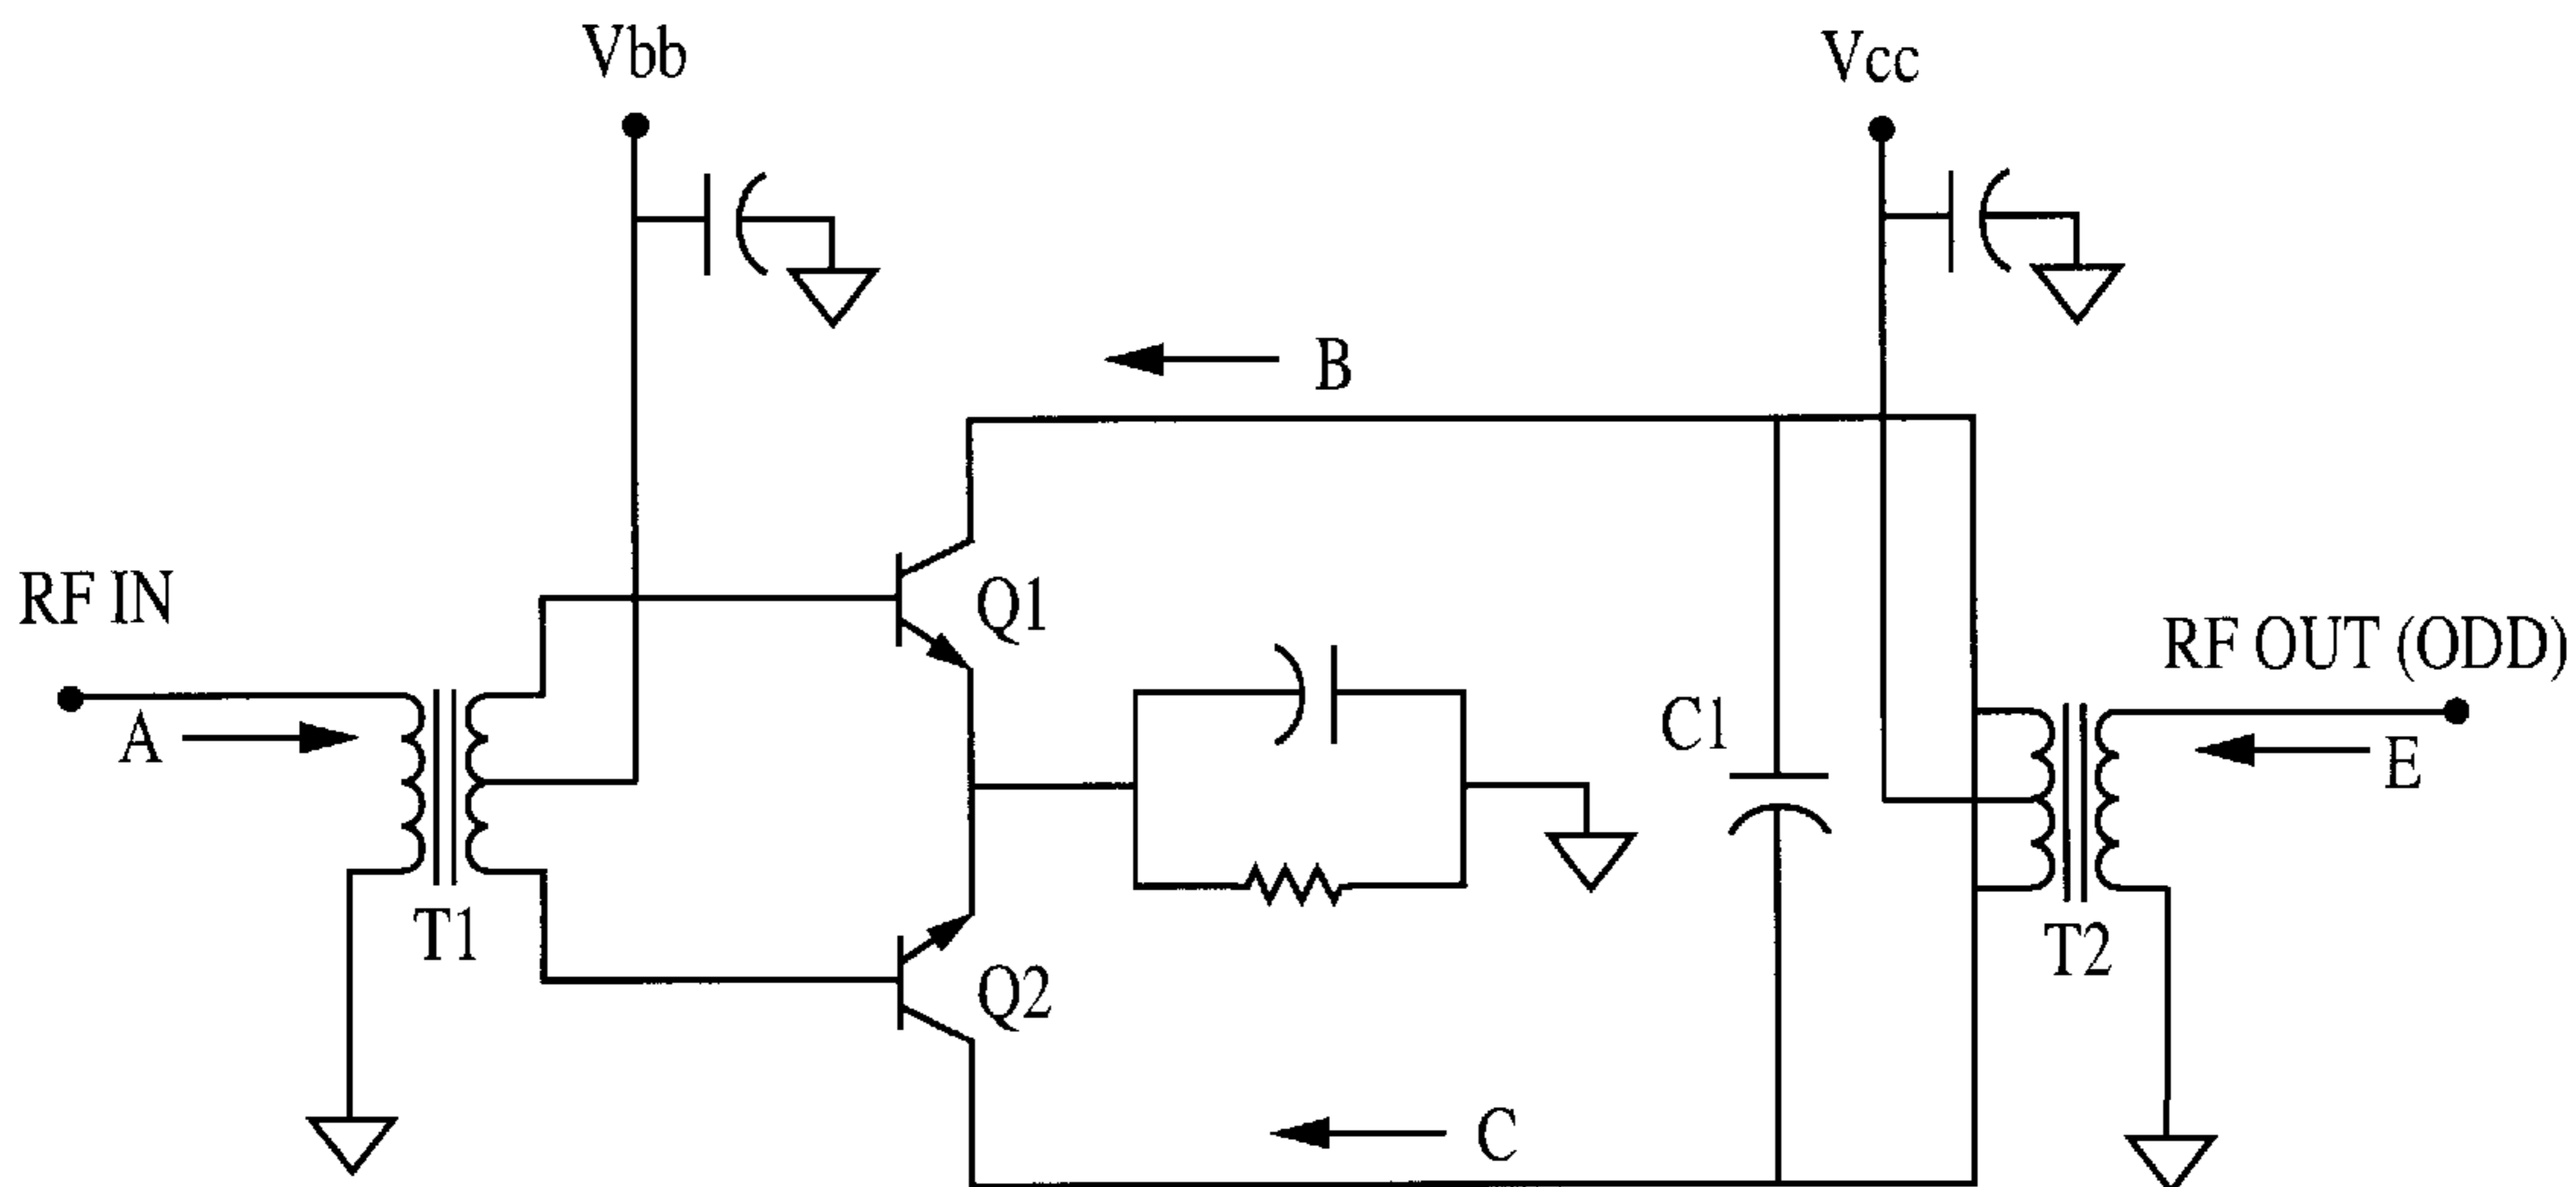 Vbb
Vcc
B
RF IN
Q1
RF OUT (ODD)
A
C1
E
T1
T2
Q2
C